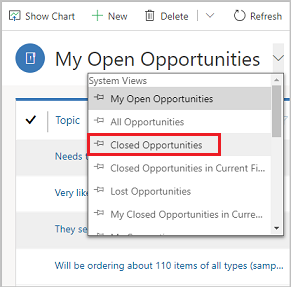 Show Chart + New Delete Refresh
My Open Opportunities
System Views
My Open Opportunities
Topic
All Opportunities
Closed Opportunities
Needs t
Closed Opportunities in Current Fi...
Very like
Lost Opportunities
My Closed Opportunities in Curre...
They se
Will be ordering about 110 items of all types (samp...